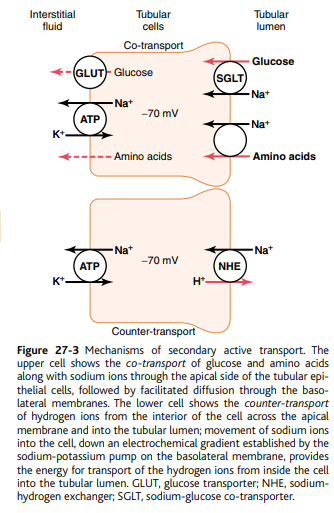 Interstitial Tubular Tubular
fluid cells lumen
Co-transport
Glucose
GLUT Glucose
SGLT
Na+ Na+
−70 mV
ATP Na+
K+
Amino acids Amino acids
Na+ Na+
−70 mV
ATP NHE
K+ H+
Counter-transport
Figure 27-3 Mechanisms of secondary active transport. The
upper cell shows the co-transport of glucose and amino acids
along with sodium ions through the apical side of the tubular epi-
thelial cells, followed by facilitated diffusion through the baso-
lateral membranes. The lower cell shows the counter-transport
of hydrogen ions from the interior of the cell across the apical
membrane and into the tubular lumen; movement of sodium ions
into the cell, down an electrochemical gradient established by the
sodium-potassium pump on the basolateral membrane, provides
the energy for transport of the hydrogen ions from inside the cell
into the tubular lumen. GLUT, glucose transporter; NHE, sodium-
hydrogen exchanger; SGLT, sodium-glucose co-transporter.